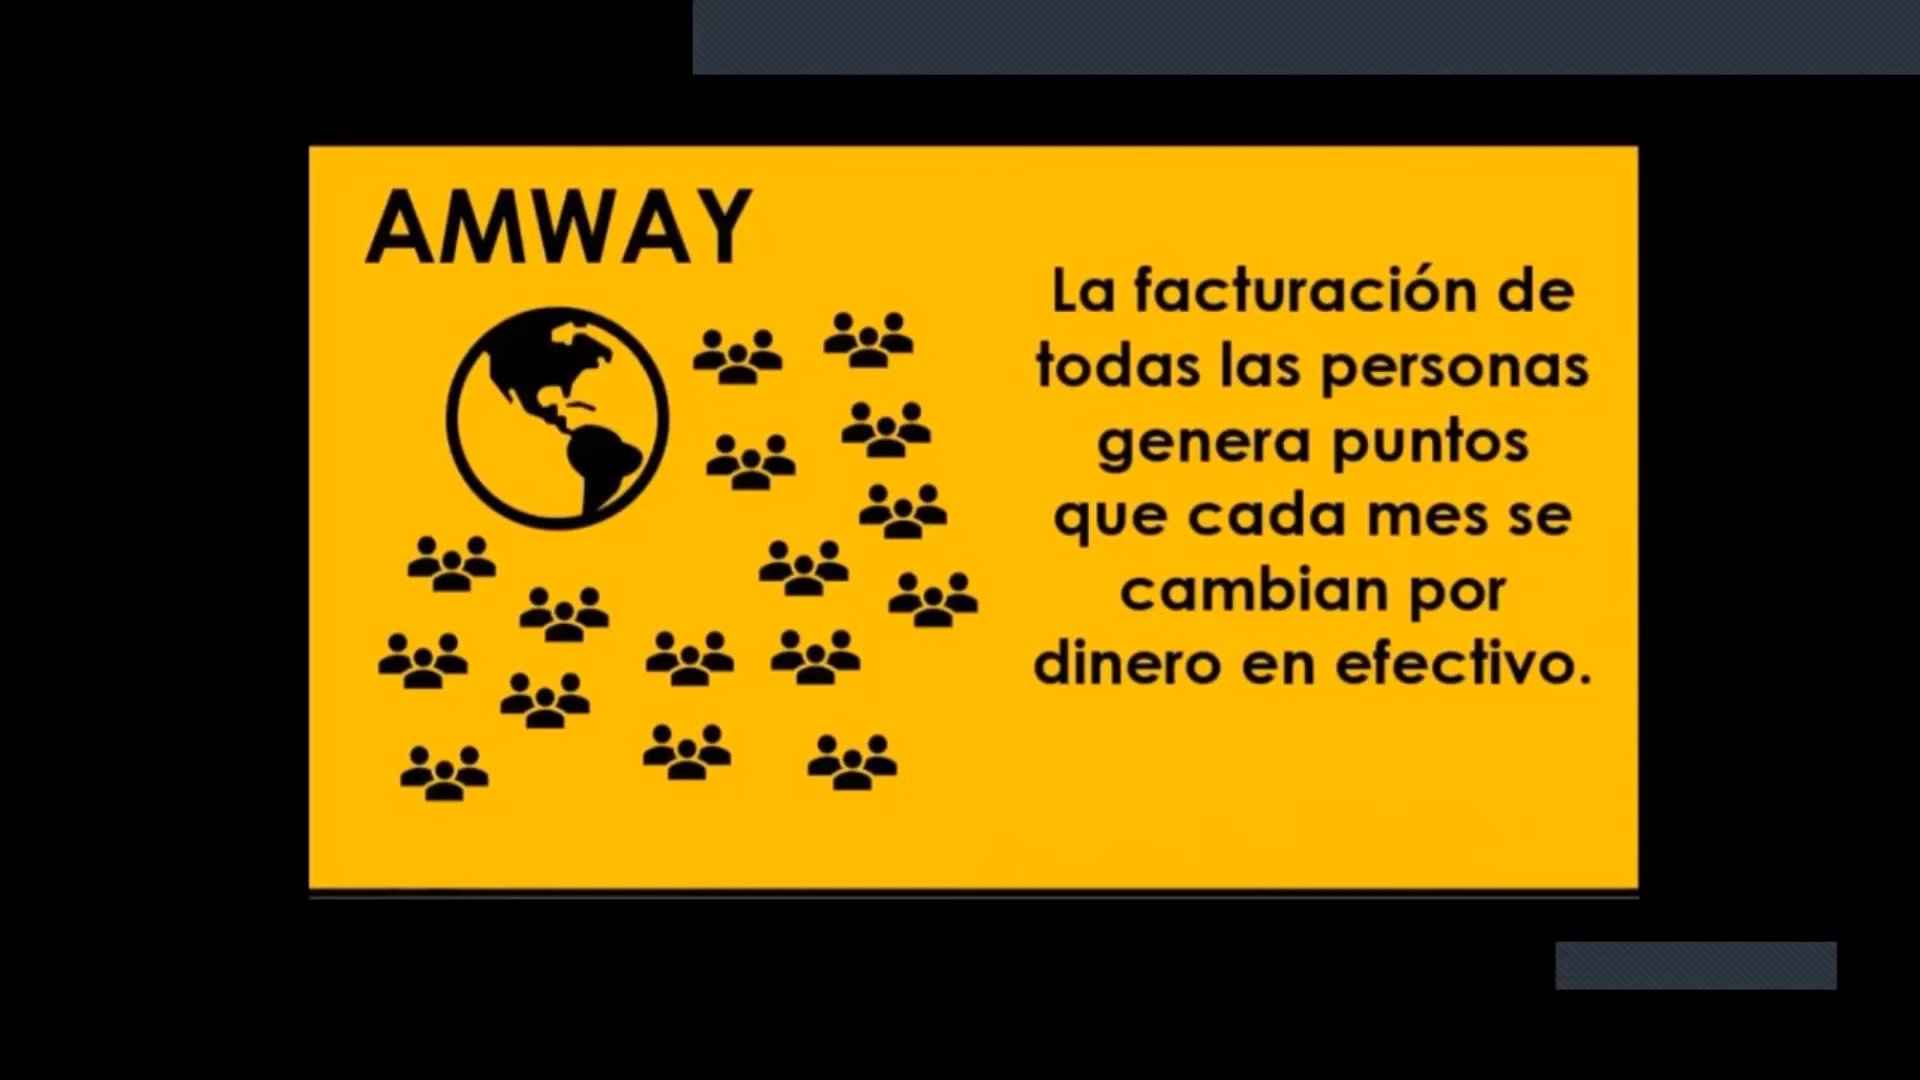 AMWAY
La facturación de
todas las personas
genera puntos
que cada mes se
cambian por
dinero en efectivo.